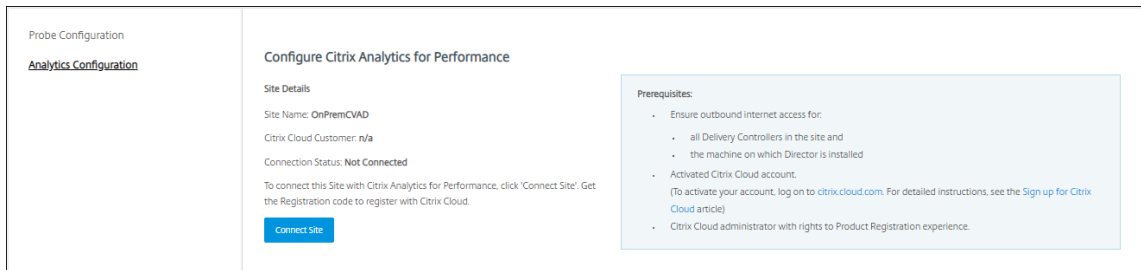 Probe Configuration
Analytics Configuration
Configure Citrix Analytics for Performance
Site Details
Site Name: OnPremCVAD
Citrix Cloud Customer: n/a
Connection Status: Not Connected
To connect this Site with Citrix Analytics for Performance, click 'Connect Site'. Get
the Registration code to register with Citrix Cloud.
Connect Site
Prerequisites:
• Ensure outbound internet access for:
• all Delivery Controllers in the site and
• the machine on which Director is installed
• Activated Citrix Cloud account.
(To activate your account, log on to citrix.cloud.com. For detailed instructions, see the Sign up for Citrix
Cloud article)
• Citrix Cloud administrator with rights to Product Registration experience.